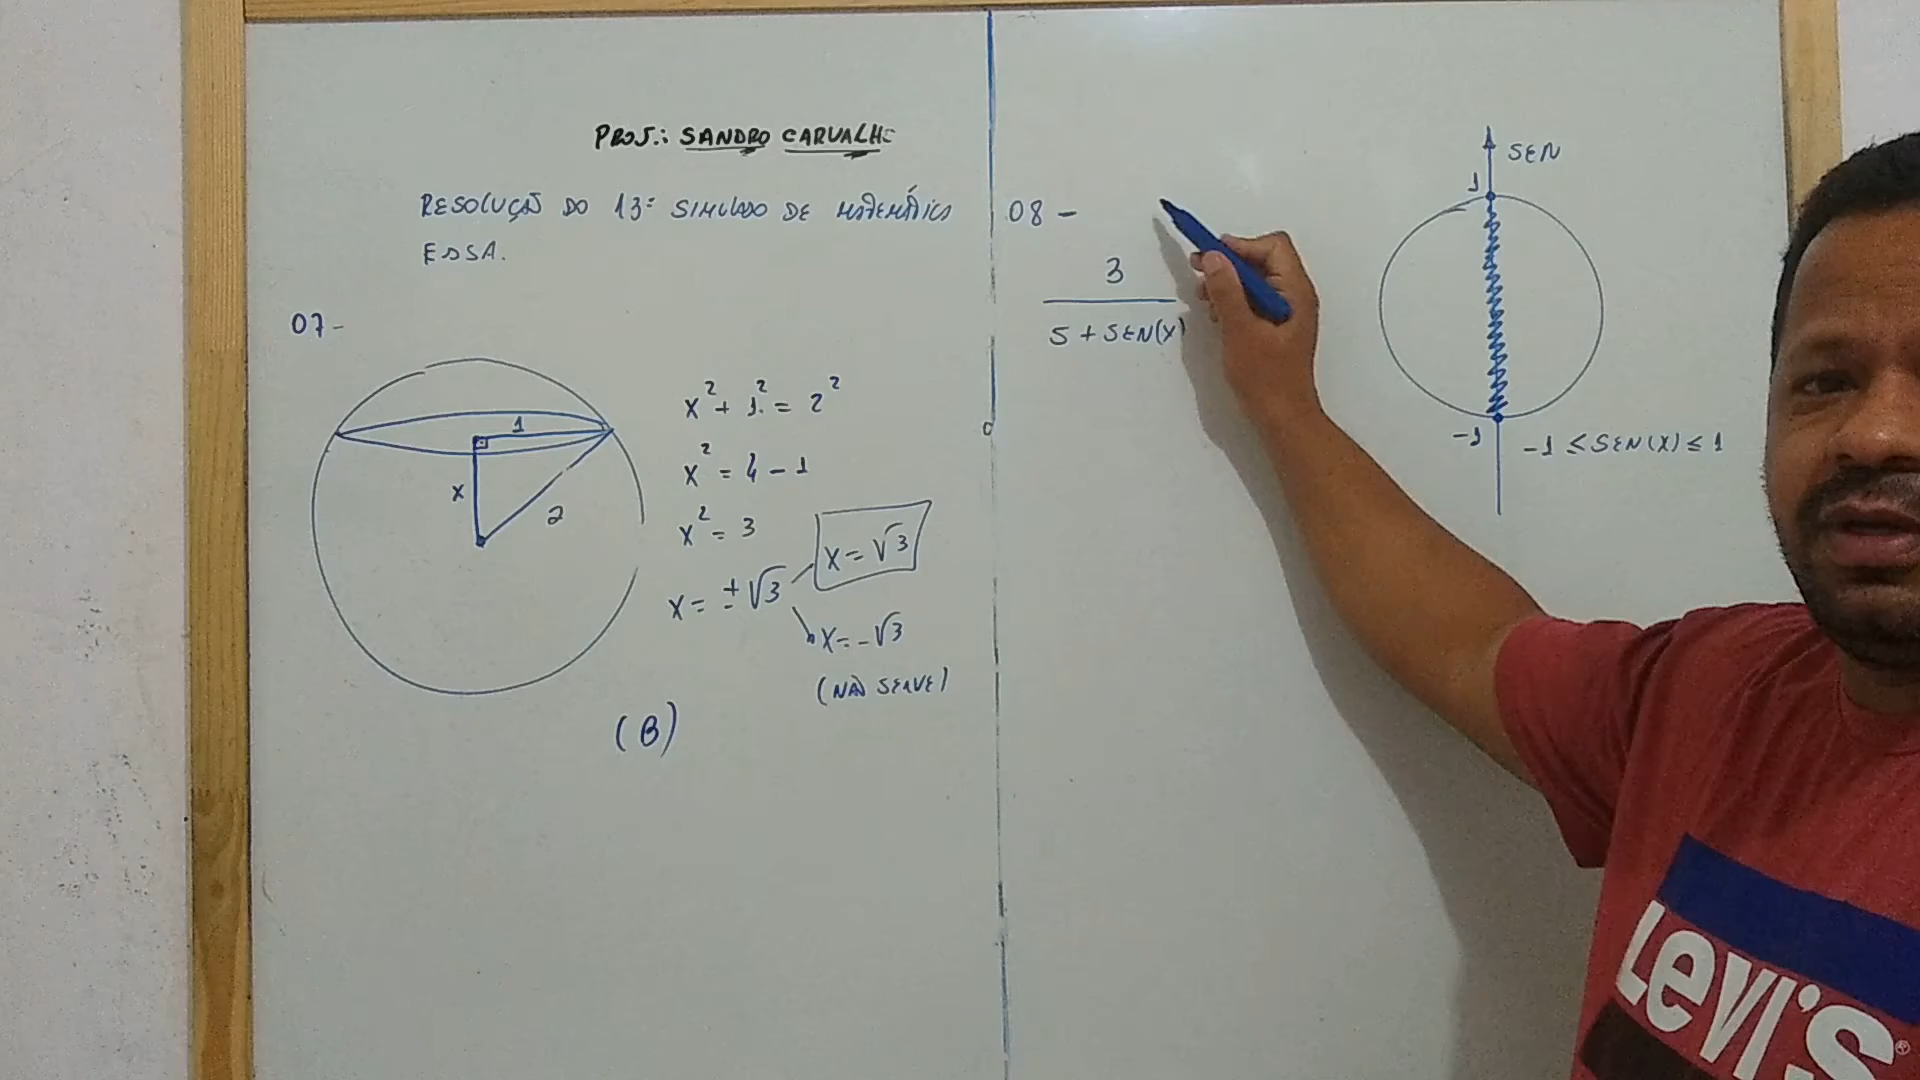 PROF.: SANDRO CARVALHO
RESOLUÇÃO DO 13º SIMULADO DE MATEMÁTICA
ESSA.
07-
1
x
2
x² + 1² = 2²
x² = 4 - 1
x² = 3
x = ± √3
x = √3
x = -√3
(NÃO SERVE)
(B)
08 -
3
5 + SEN(x)
SEN
1
-1
-1 ≤ SEN(x) ≤ 1
LEVI'S®